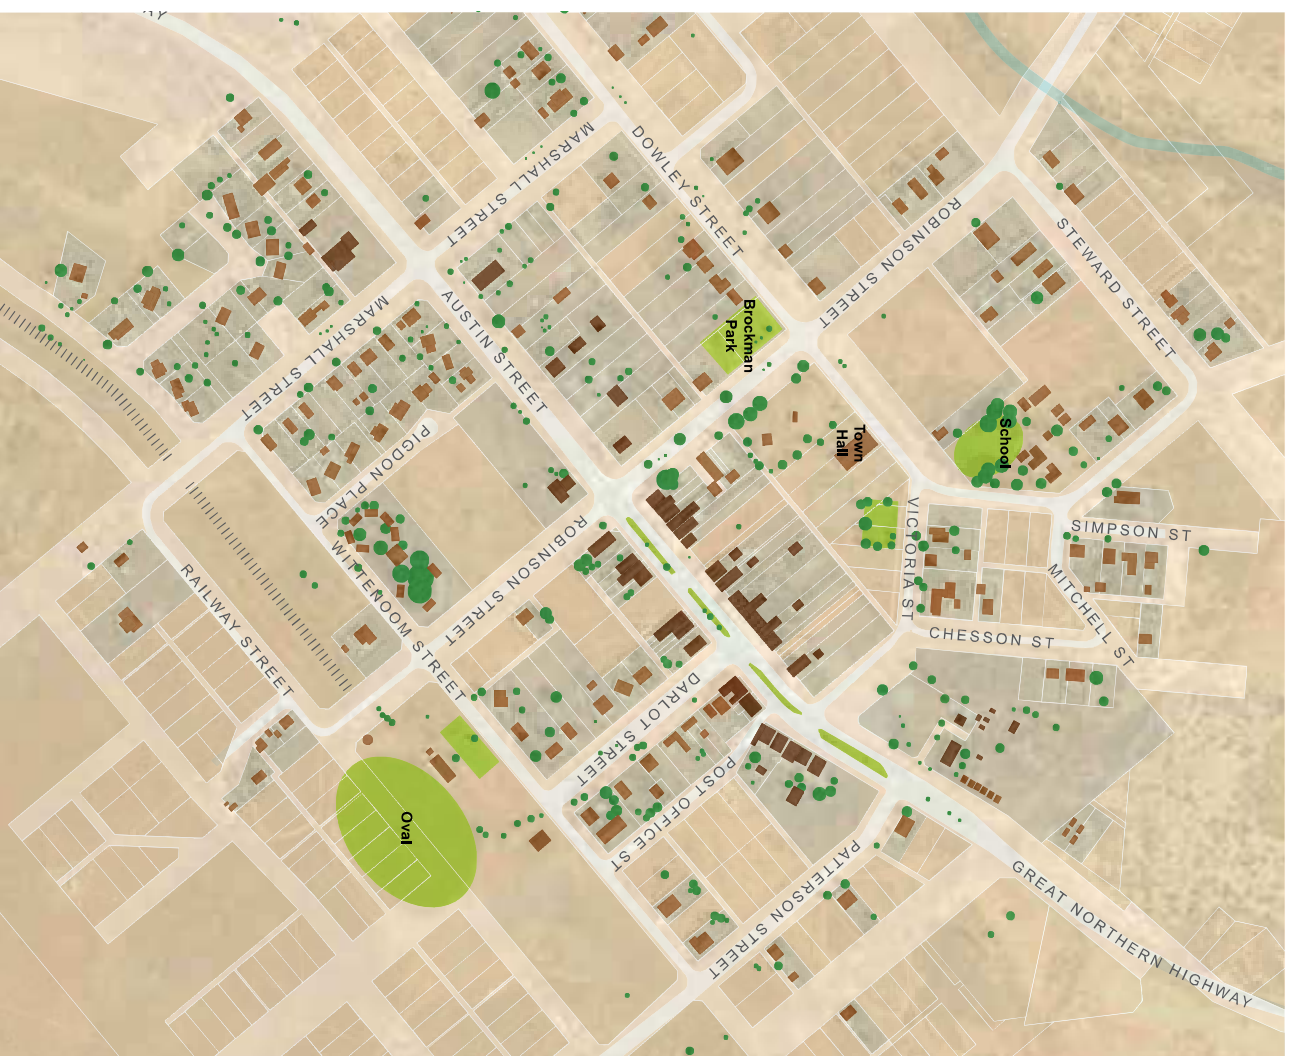 MARSHALL STREET
DOWLEY STREET
ROBINSON STREET
STEWARD STREET
AUSTIN STREET
MARSHALL STREET
Brockman
Park
PIGDON PLACE
Town
Hall
School
WITTENOOM STREET
ROBINSON STREET
VICTORIA ST
SIMPSON ST
MITCHELL ST
CHESSON ST
RAILWAY STREET
DARLOT STREET
POST OFFICE ST
Oval
PATTERSON STREET
GREAT NORTHERN HIGHWAY